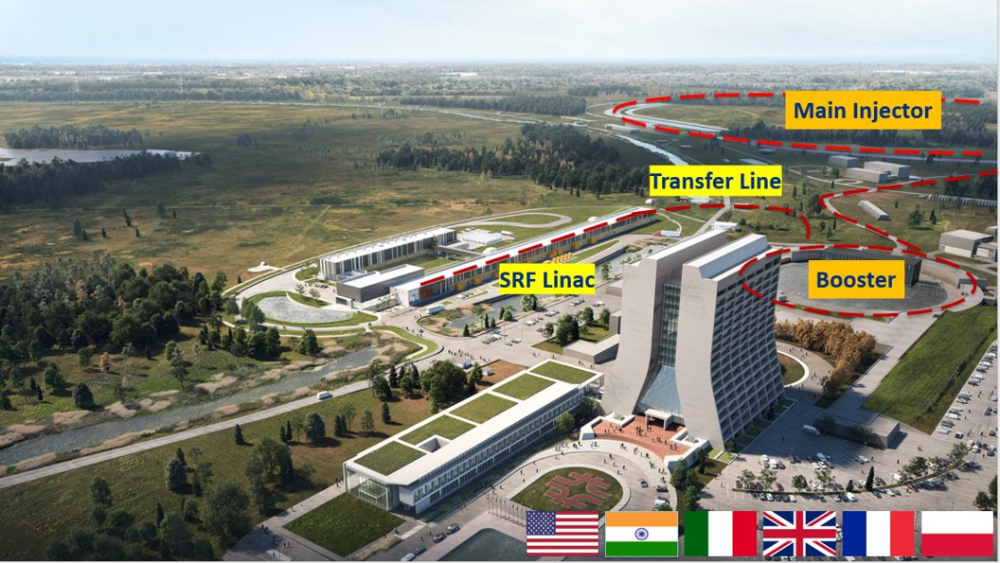 Main Injector
Transfer Line
SRF Linac
Booster